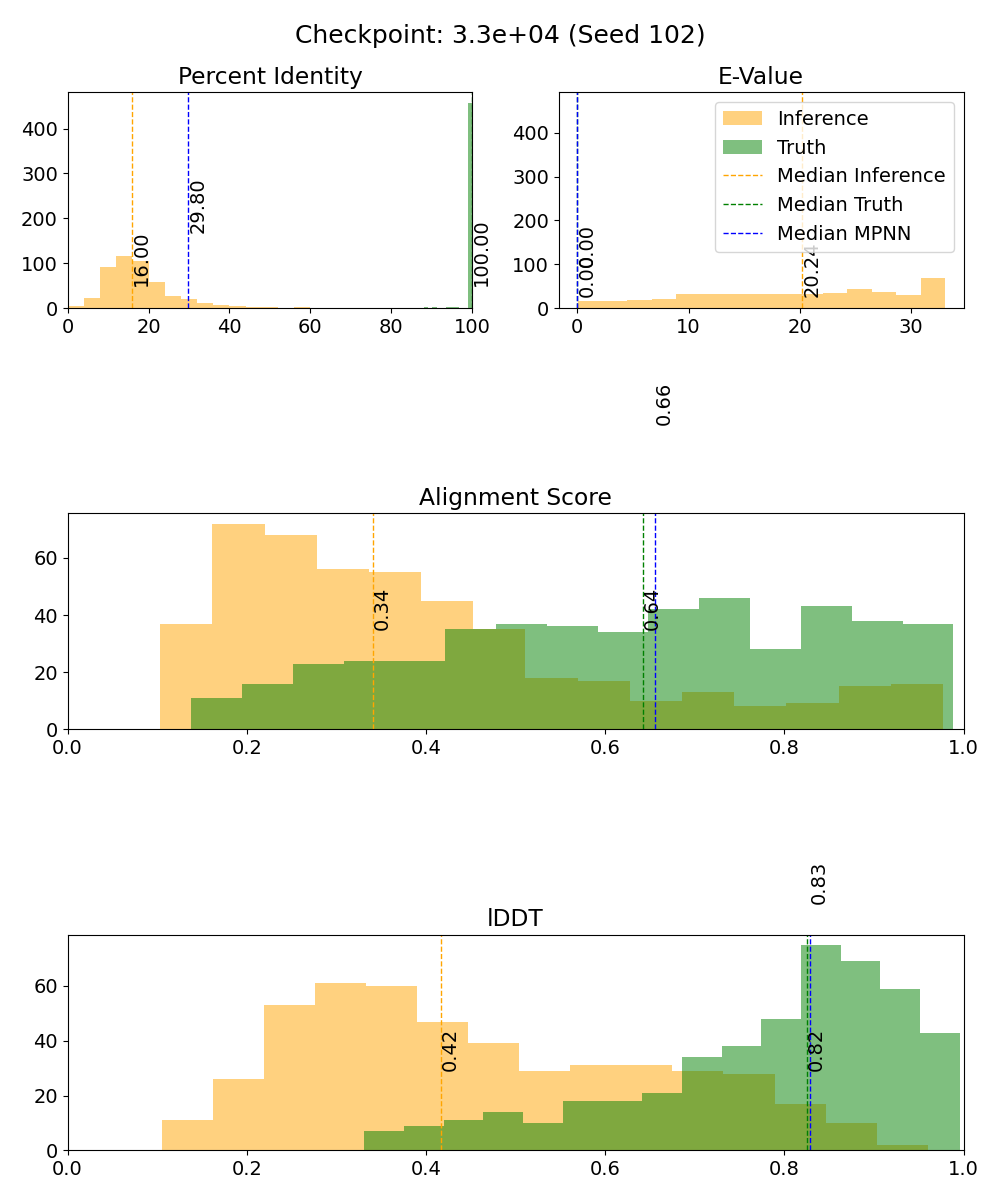 Checkpoint: 3.3e+04 (Seed 102)
Percent Identity
400
300
200
100
0
0 20 40 60 80 100
16.00
29.80
100.00
E-Value
400
300
200
100
0
0 10 20 30
0.00
0.00
20.24
Inference
Truth
Median Inference
Median Truth
Median MPNN
0.66
Alignment Score
60
40
20
0
0.0 0.2 0.4 0.6 0.8 1.0
0.34
0.64
0.83
lDDT
60
40
20
0
0.0 0.2 0.4 0.6 0.8 1.0
0.42
0.82